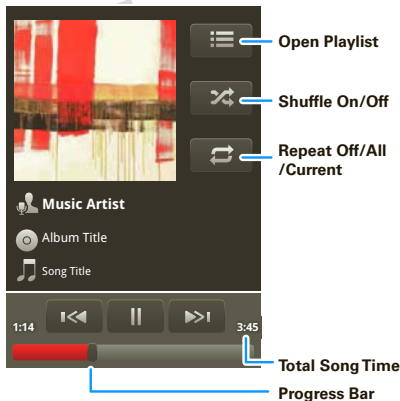 Open Playlist
Shuffle On/Off
Repeat Off/All
/Current
Music Artist
Album Title
Song Title
1:14
3:45
Total Song Time
Progress Bar